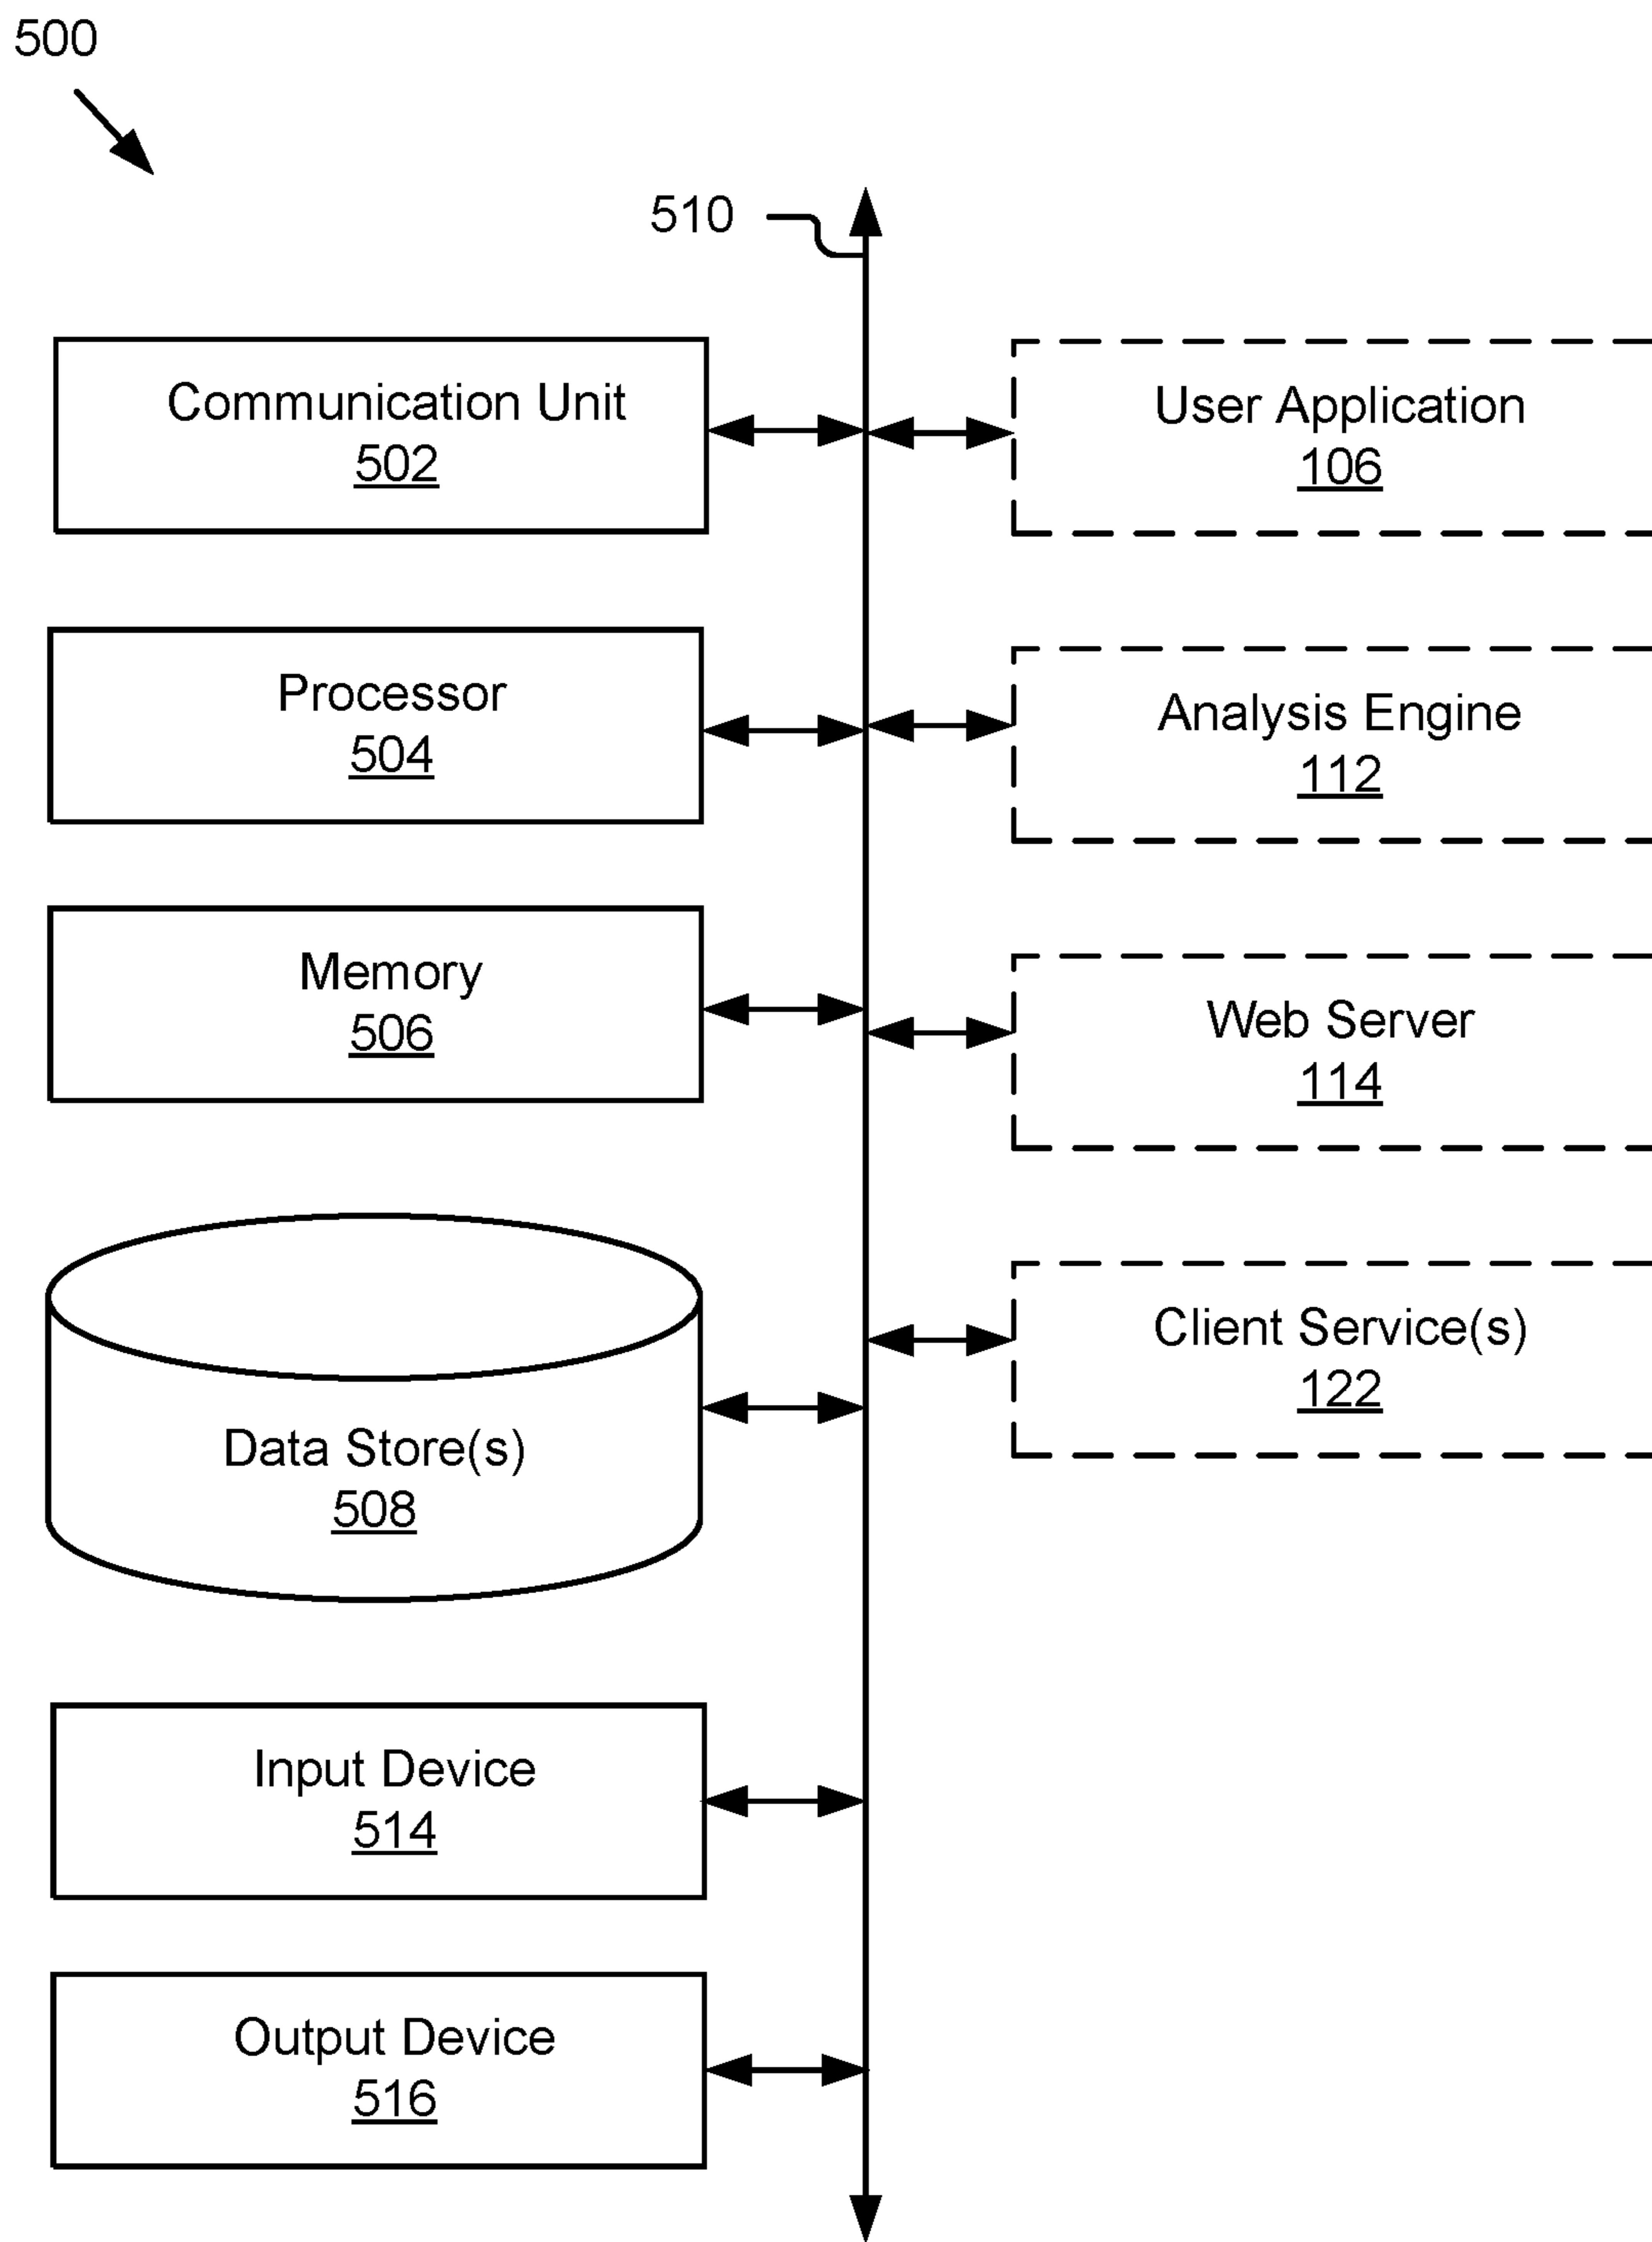 500
510
Communication Unit
502
User Application
106
Processor
504
Analysis Engine
112
Memory
506
Web Server
114
Data Store(s)
508
Client Service(s)
122
Input Device
514
Output Device
516